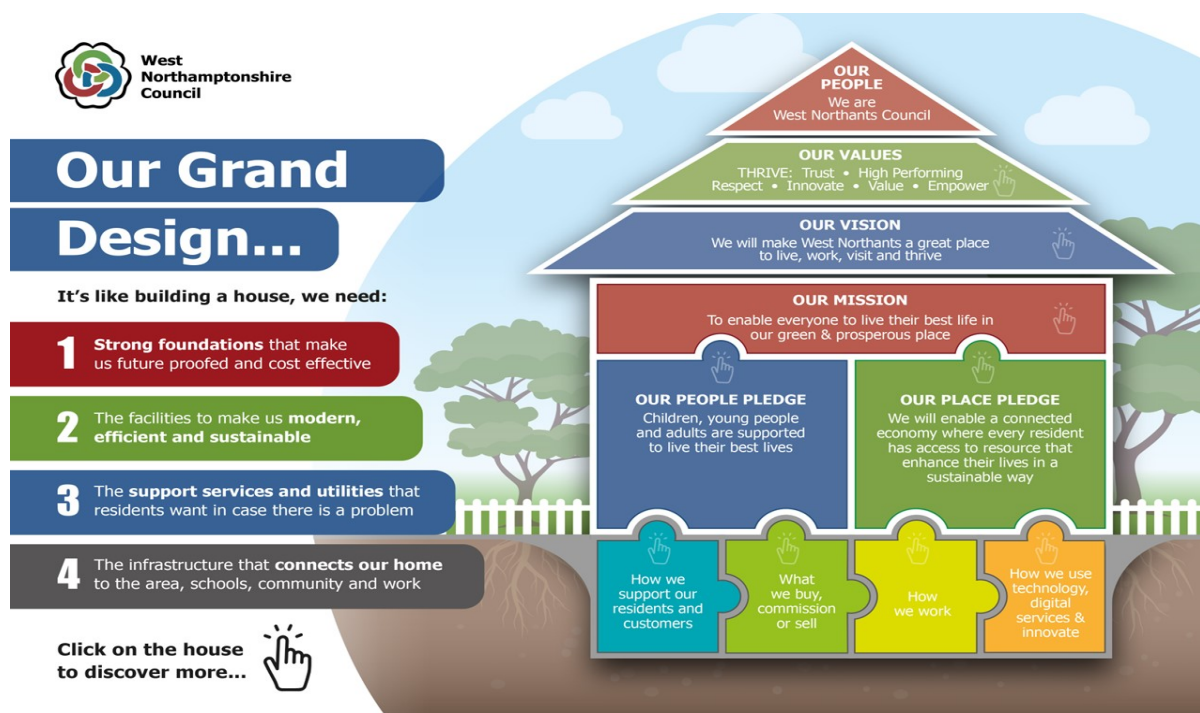 West
Northamptonshire
Council
Our Grand
Design...
It's like building a house, we need:
1 Strong foundations that make
us future proofed and cost effective
2 The facilities to make us modern,
efficient and sustainable
3 The support services and utilities that
residents want in case there is a problem
4 The infrastructure that connects our home
to the area, schools, community and work
Click on the house
to discover more...
OUR
PEOPLE
We are
West Northants Council
OUR VALUES
THRIVE: Trust • High Performing
Respect • Innovate • Value • Empower
OUR VISION
We will make West Northants a great place
to live, work, visit and thrive
OUR MISSION
To enable everyone to live their best life in
our green & prosperous place
OUR PEOPLE PLEDGE
Children, young people
and adults are supported
to live their best lives
OUR PLACE PLEDGE
We will enable a connected
economy where every resident
has access to resource that
enhance their lives in a
sustainable way
How we
support our
residents and
customers
What
we buy,
commission
or sell
How
we work
How we use
technology,
digital
services &
innovate